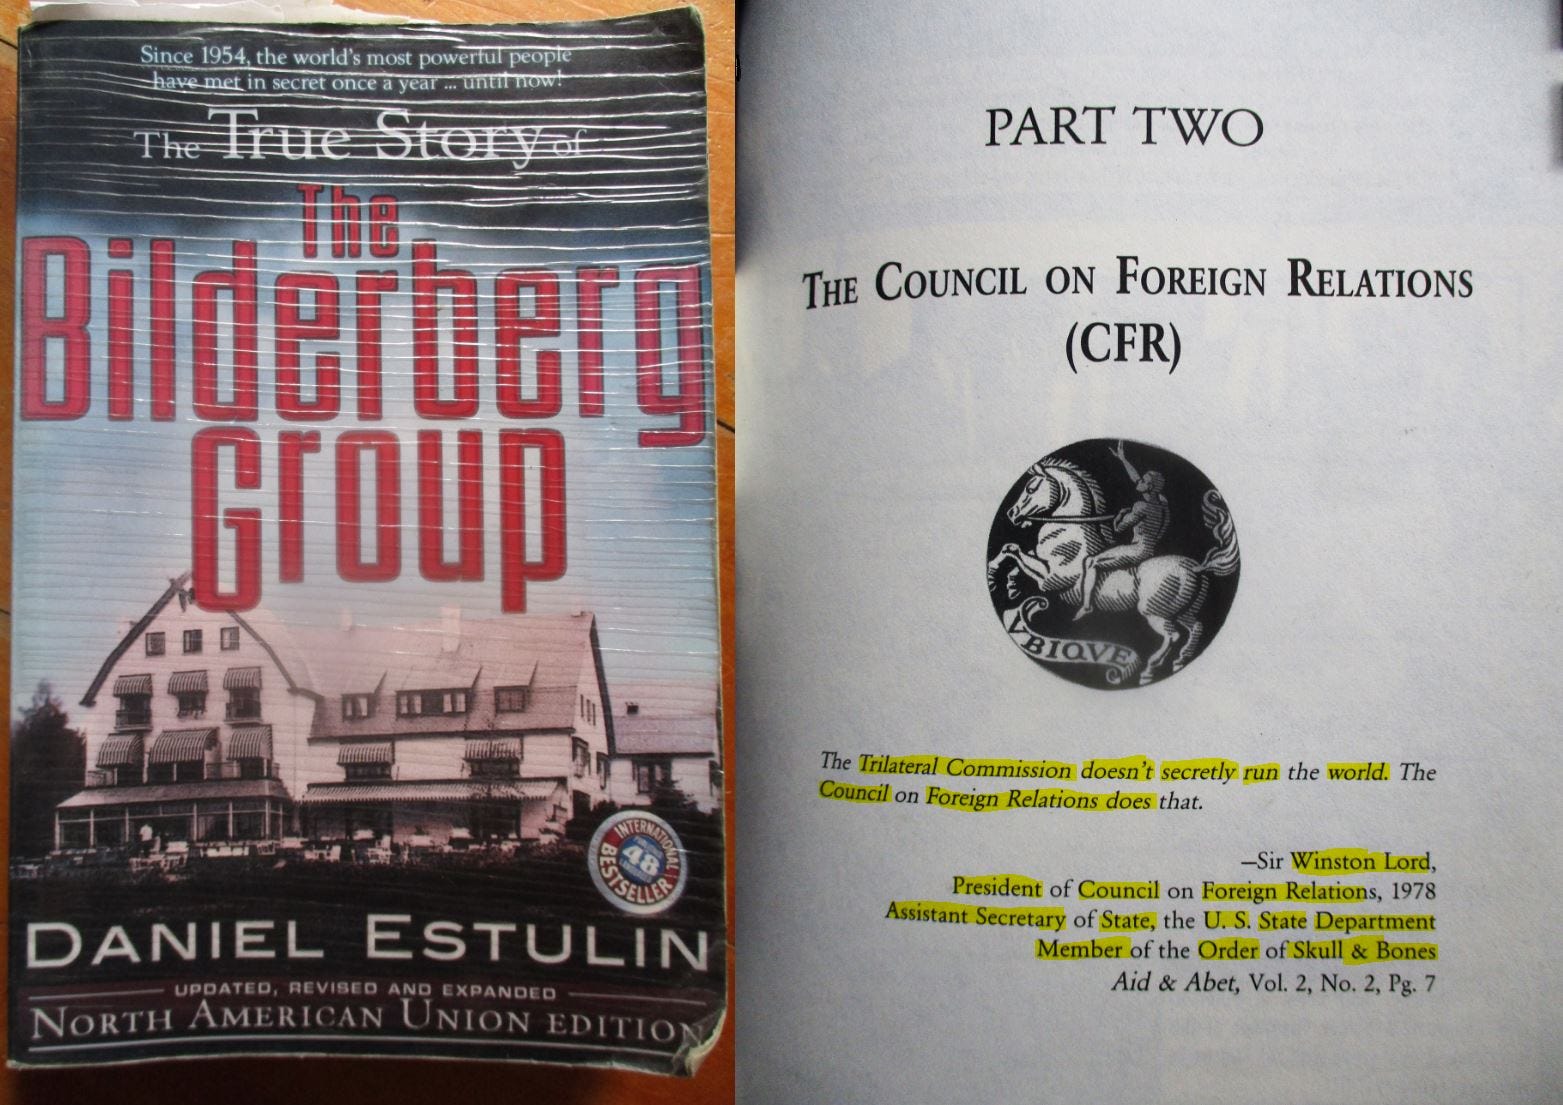 Since 1954, the world's most powerful people
have met in secret once a year ... until now!
The True Story of
The
Bilderberg
Group
INTERNATIONAL
48
BESTSELLER
DANIEL ESTULIN
UPDATED, REVISED AND EXPANDED
NORTH AMERICAN UNION EDITION
PART TWO
THE COUNCIL ON FOREIGN RELATIONS
(CFR)
VBIQVE
The Trilateral Commission doesn't secretly run the world. The
Council on Foreign Relations does that.
—Sir Winston Lord,
President of Council on Foreign Relations, 1978
Assistant Secretary of State, the U. S. State Department
Member of the Order of Skull & Bones
Aid & Abet, Vol. 2, No. 2, Pg. 7